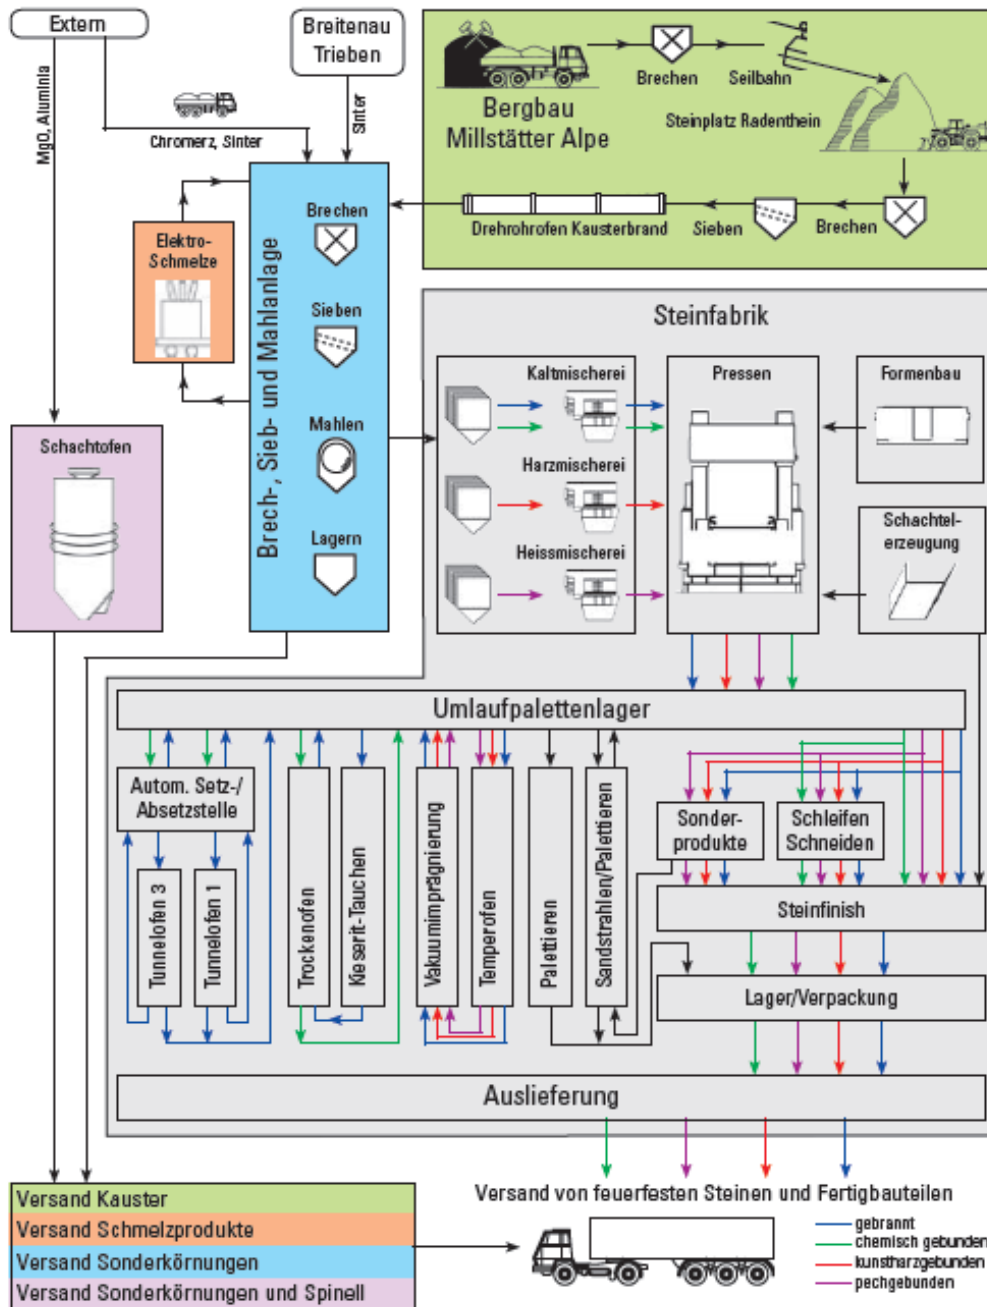 Extern
Breitenau
Trieben
MgO, Aluminia
Chromerz, Sinter
Sinter
Bergbau
Millstätter Alpe
Brechen
Seilbahn
Steinplatz Radenthein
Drehrohrofen Kausterbrand
Sieben
Brechen
Elektro-
Schmelze
Brech-, Sieb- und Mahlanlage
Brechen
Sieben
Mahlen
Lagern
Schachtofen
Steinfabrik
Kaltmischerei
Harzmischerei
Heissmischerei
Pressen
Formenbau
Schachtel-
erzeugung
Umlaufpalettenlager
Autom. Setz-/
Absetzstelle
Tunnelofen 3
Tunnelofen 1
Trockenofen
Kieserit-Tauchen
Vakuumimprägnierung
Temperofen
Palettieren
Sandstrahlen/Palettieren
Sonder-
produkte
Schleifen
Schneiden
Steinfinish
Lager/Verpackung
Auslieferung
Versand Kauster
Versand Schmelzprodukte
Versand Sonderkörnungen
Versand Sonderkörnungen und Spinell
Versand von feuerfesten Steinen und Fertigbauteilen
gebrannt
chemisch gebunden
kunstharzgebunden
pechgebunden